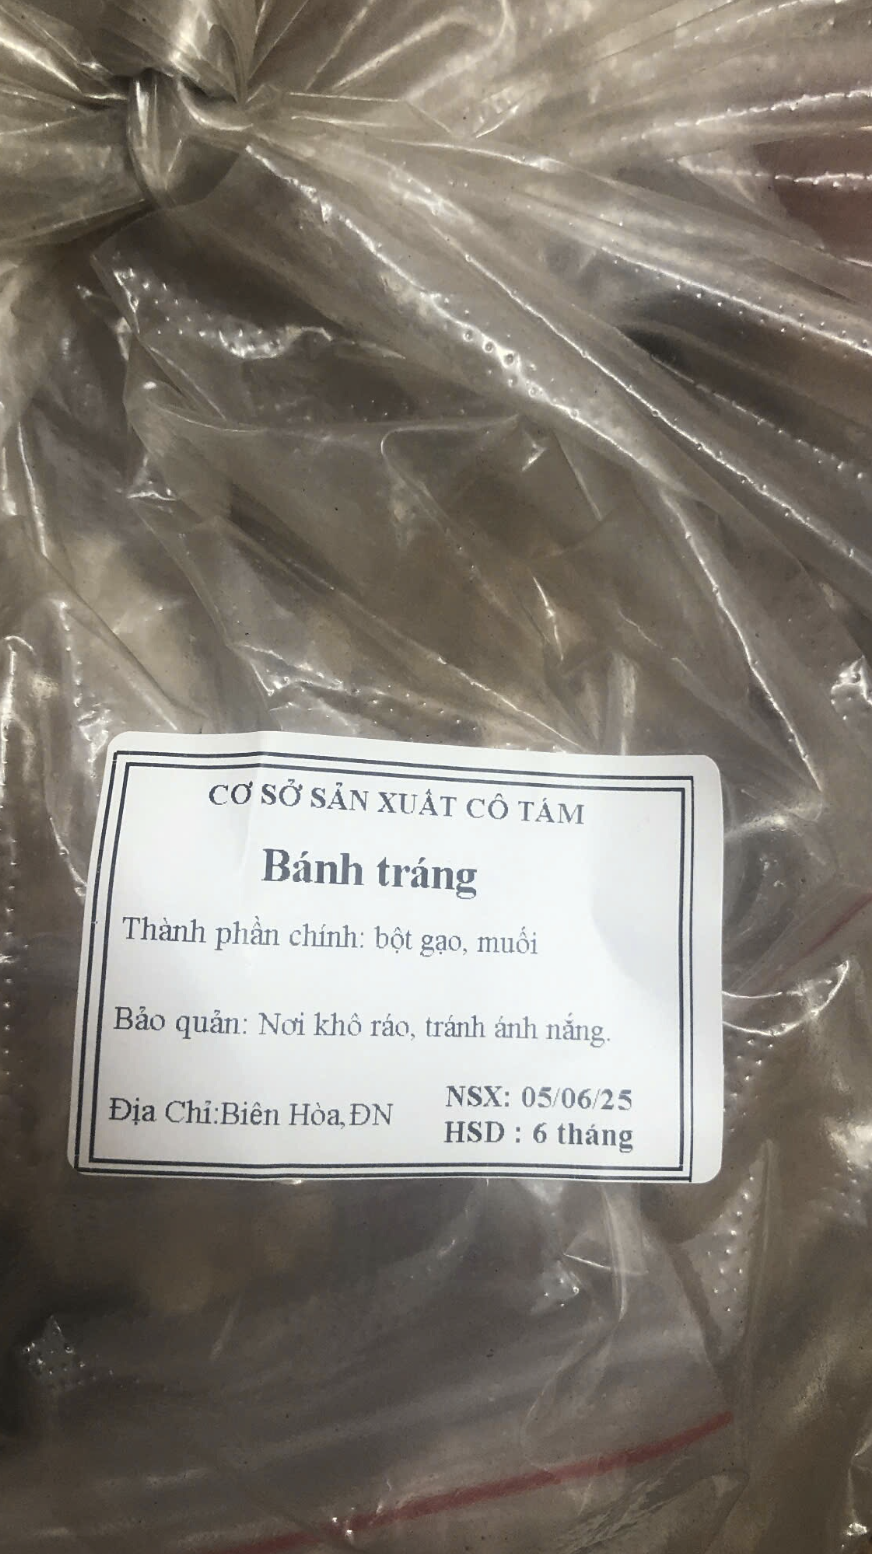 CƠ SỞ SẢN XUẤT CÔ TÁM
Bánh tráng
Thành phần chính: bột gạo, muối
Bảo quản: Nơi khô ráo, tránh ánh nắng.
Địa Chỉ:Biên Hòa,ĐN
NSX: 05/06/25
HSD : 6 tháng